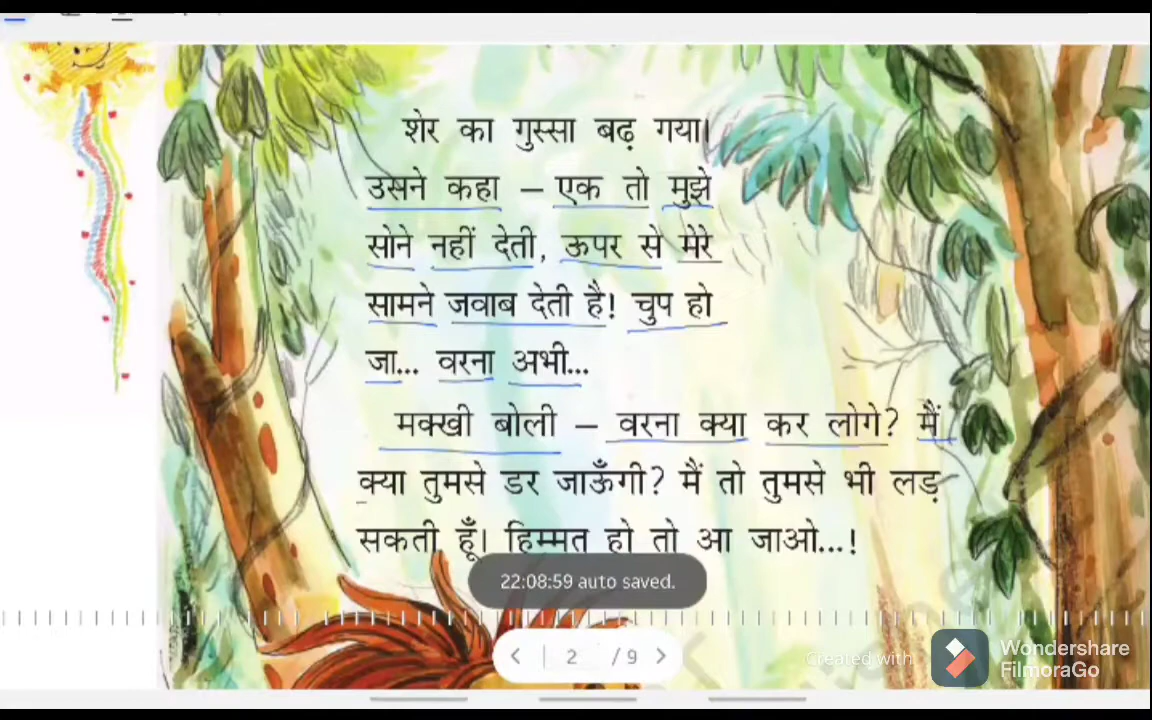 शेर का गुस्सा बढ़ गया।
उसने कहा – एक तो मुझे
सोने नहीं देती, ऊपर से मेरे
सामने जवाब देती है! चुप हो
जा... वरना अभी...
मक्खी बोली – वरना क्या कर लोगे? मैं
क्या तुमसे डर जाऊँगी? मैं तो तुमसे भी लड़
सकती हूँ। हिम्मत हो तो आ जाओ...!
22:08:59 auto saved.
2 / 9
Created with
Wondershare
FilmoraGo